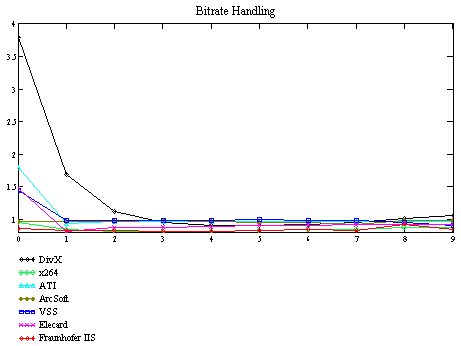 Bitrate Handling
4
3.5
3
2.5
2
1.5
1
0 1 2 3 4 5 6 7 8 9
DivX
x264
ATI
ArcSoft
VSS
Elecard
Fraunhofer IIS